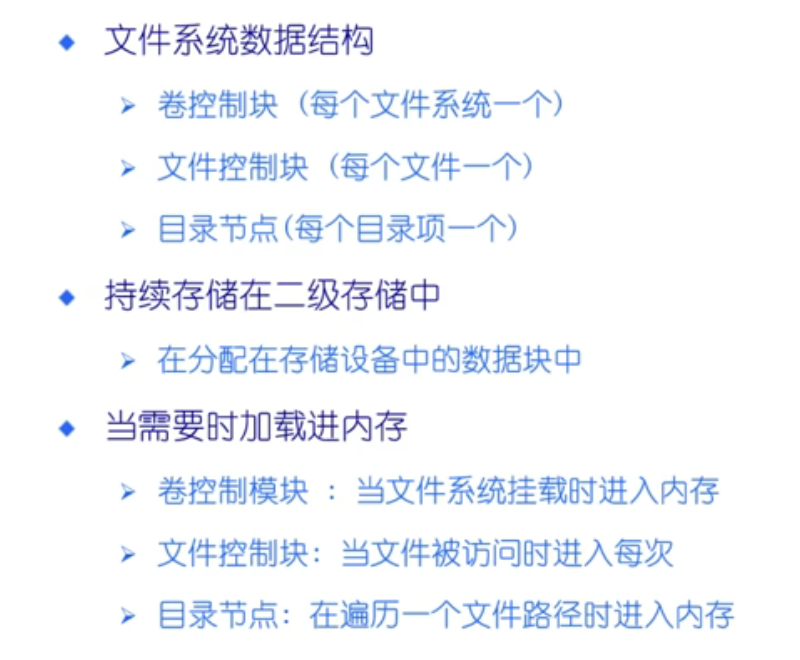 文件系统数据结构
卷控制块 (每个文件系统一个)
文件控制块 (每个文件一个)
目录节点(每个目录项一个)
持续存储在二级存储中
在分配在存储设备中的数据块中
当需要时加载进内存
卷控制模块 : 当文件系统挂载时进入内存
文件控制块: 当文件被访问时进入每次
目录节点: 在遍历一个文件路径时进入内存